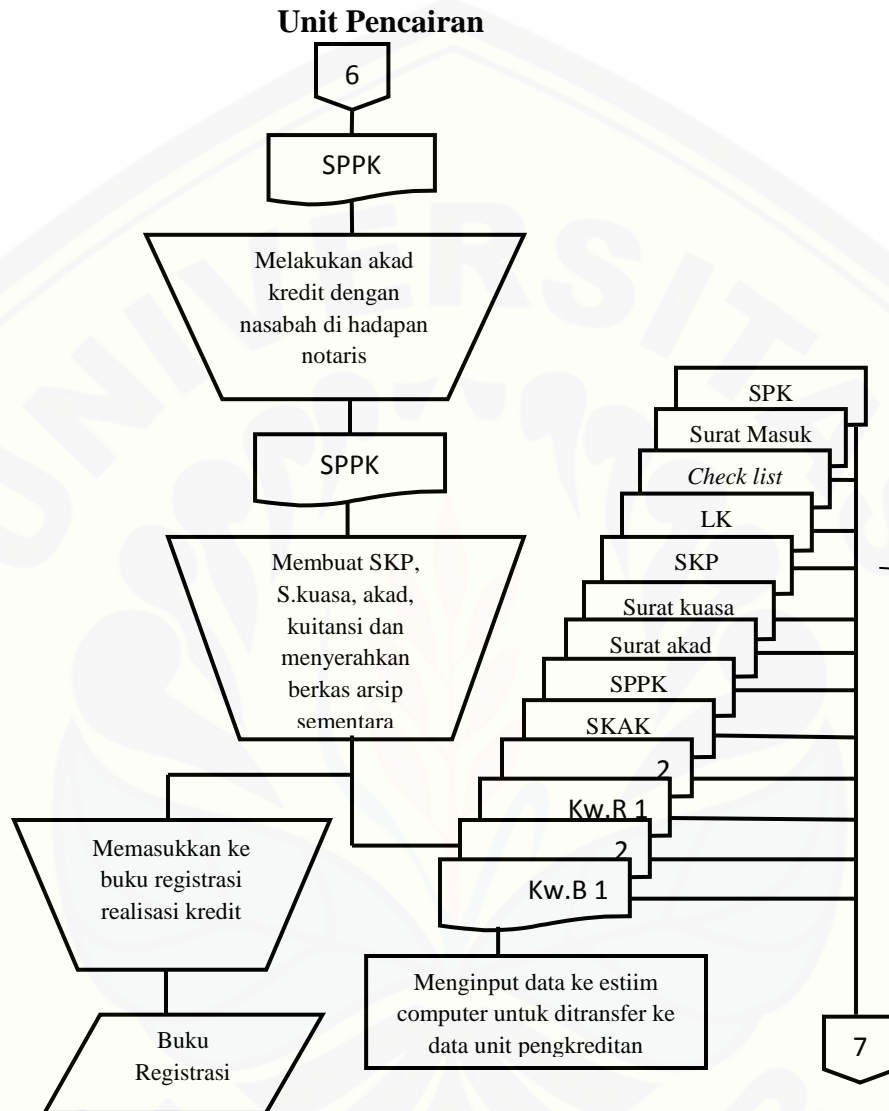 Unit Pencairan
6
SPPK
Melakukan akad
kredit dengan
nasabah di hadapan
notaris
SPPK
Membuat SKP,
S.kuasa, akad,
kuitansi dan
menyerahkan
berkas arsip
sementara
SPK
Surat Masuk
Check list
LK
SKP
Surat kuasa
Surat akad
SPPK
SKAK
2
Kw.R 1
2
Kw.B 1
Memasukkan ke
buku registrasi
realisasi kredit
Buku
Registrasi
Menginput data ke estiim
computer untuk ditransfer ke
data unit pengkreditan
7
UNIVERSITAS